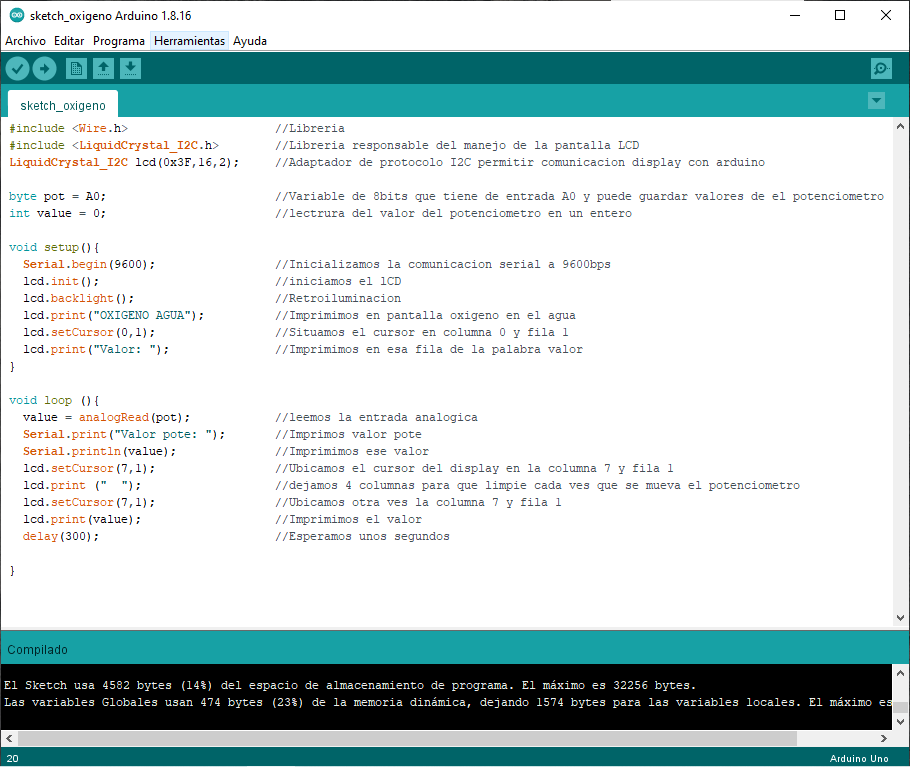 sketch_oxigeno Arduino 1.8.16
Archivo Editar Programa Herramientas Ayuda
sketch_oxigeno
#include <Wire.h> //Libreria
#include <LiquidCrystal_I2C.h> //Libreria responsable del manejo de la pantalla LCD
LiquidCrystal_I2C lcd(0x3F,16,2); //Adaptador de protocolo I2C permitir comunicacion display con arduino
byte pot = A0; //Variable de 8bits que tiene de entrada A0 y puede guardar valores de el potenciometro
int value = 0; //lectrura del valor del potenciometro en un entero
void setup(){
Serial.begin(9600); //Inicializamos la comunicacion serial a 9600bps
lcd.init(); //iniciamos el lCD
lcd.backlight(); //Retroiluminacion
lcd.print("OXIGENO AGUA"); //Imprimimos en pantalla oxigeno en el agua
lcd.setCursor(0,1); //Situamos el cursor en columna 0 y fila 1
lcd.print("Valor: "); //Imprimimos en esa fila de la palabra valor
}
void loop (){
value = analogRead(pot); //leemos la entrada analogica
Serial.print("Valor pote: "); //Imprimos valor pote
Serial.println(value); //Imprimimos ese valor
lcd.setCursor(7,1); //Ubicamos el cursor del display en la columna 7 y fila 1
lcd.print ("  "); //dejamos 4 columnas para que limpie cada ves que se mueva el potenciometro
lcd.setCursor(7,1); //Ubicamos otra ves la columna 7 y fila 1
lcd.print(value); //Imprimimos el valor
delay(300); //Esperamos unos segundos
}
Compilado
El Sketch usa 4582 bytes (14%) del espacio de almacenamiento de programa. El máximo es 32256 bytes.
Las variables Globales usan 474 bytes (23%) de la memoria dinámica, dejando 1574 bytes para las variables locales. El máximo es
20 Arduino Uno